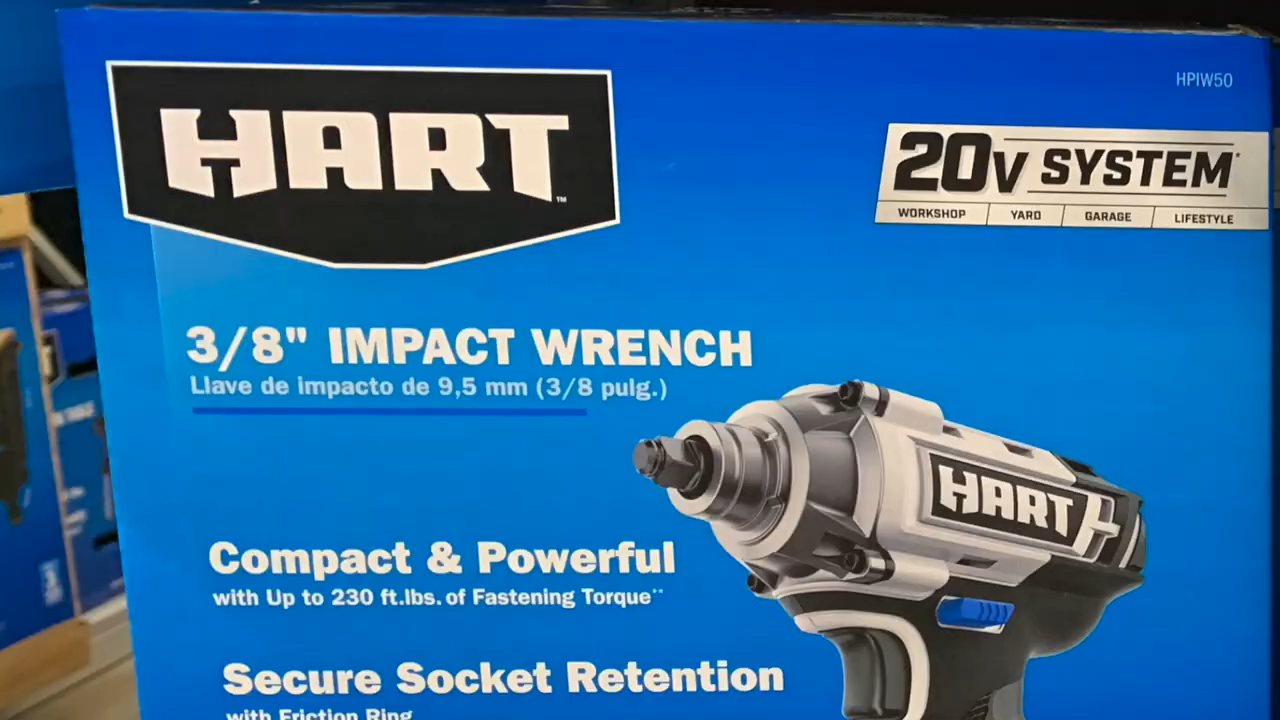 HPIW50
HART™
20V SYSTEM*
WORKSHOP YARD GARAGE LIFESTYLE
3/8" IMPACT WRENCH
Llave de impacto de 9,5 mm (3/8 pulg.)
HART
Compact & Powerful
with Up to 230 ft.lbs. of Fastening Torque**
Secure Socket Retention
with Friction Ring